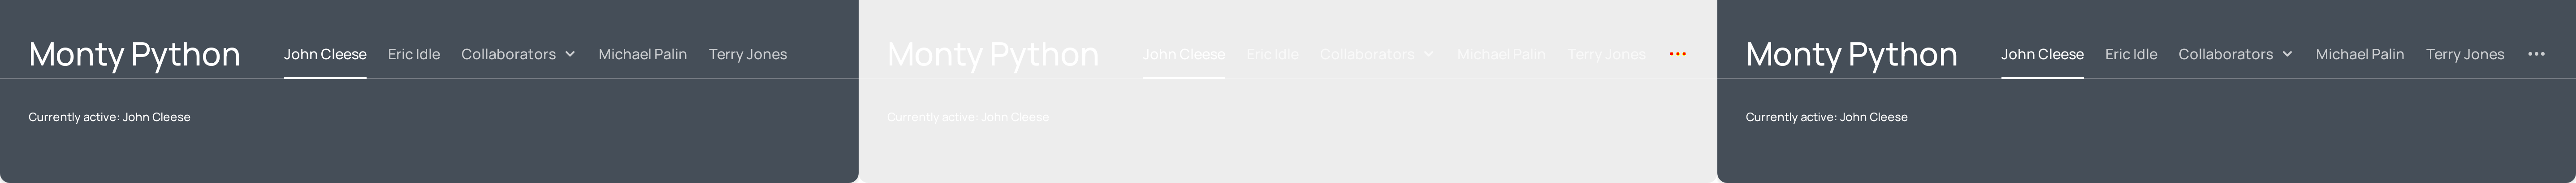 Monty Python John Cleese Eric Idle Collaborators Michael Palin Terry Jones
Currently active: John Cleese
Monty Python John Cleese Eric Idle Collaborators Michael Palin Terry Jones ...
Currently active: John Cleese
Monty Python John Cleese Eric Idle Collaborators Michael Palin Terry Jones ...
Currently active: John Cleese